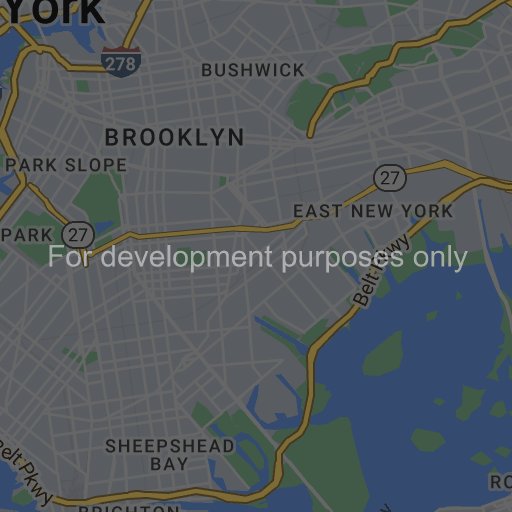 York
278
BUSHWICK
BROOKLYN
PARK SLOPE
27
EAST NEW YORK
PARK
27
For development purposes only
Belt Pkwy
SHEEPSHEAD
BAY
Belt Pkwy
RO
BRIGHTON